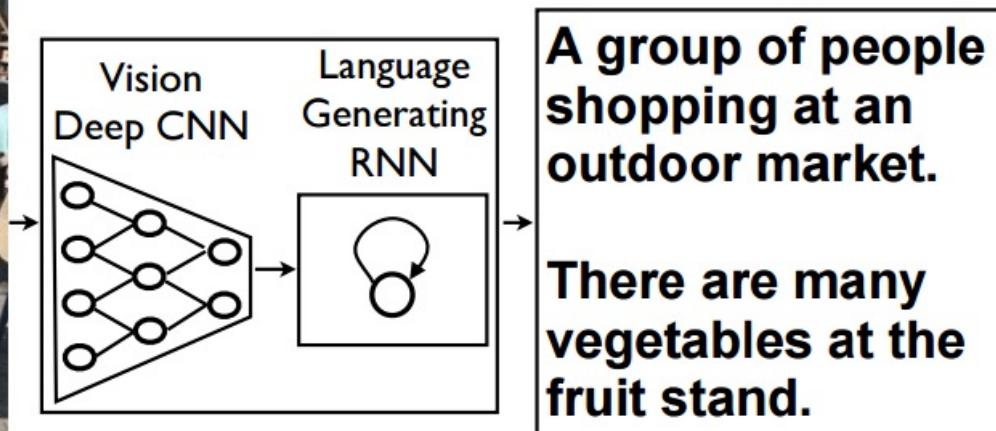 Vision
Deep CNN
Language
Generating
RNN
A group of people
shopping at an
outdoor market.
There are many
vegetables at the
fruit stand.